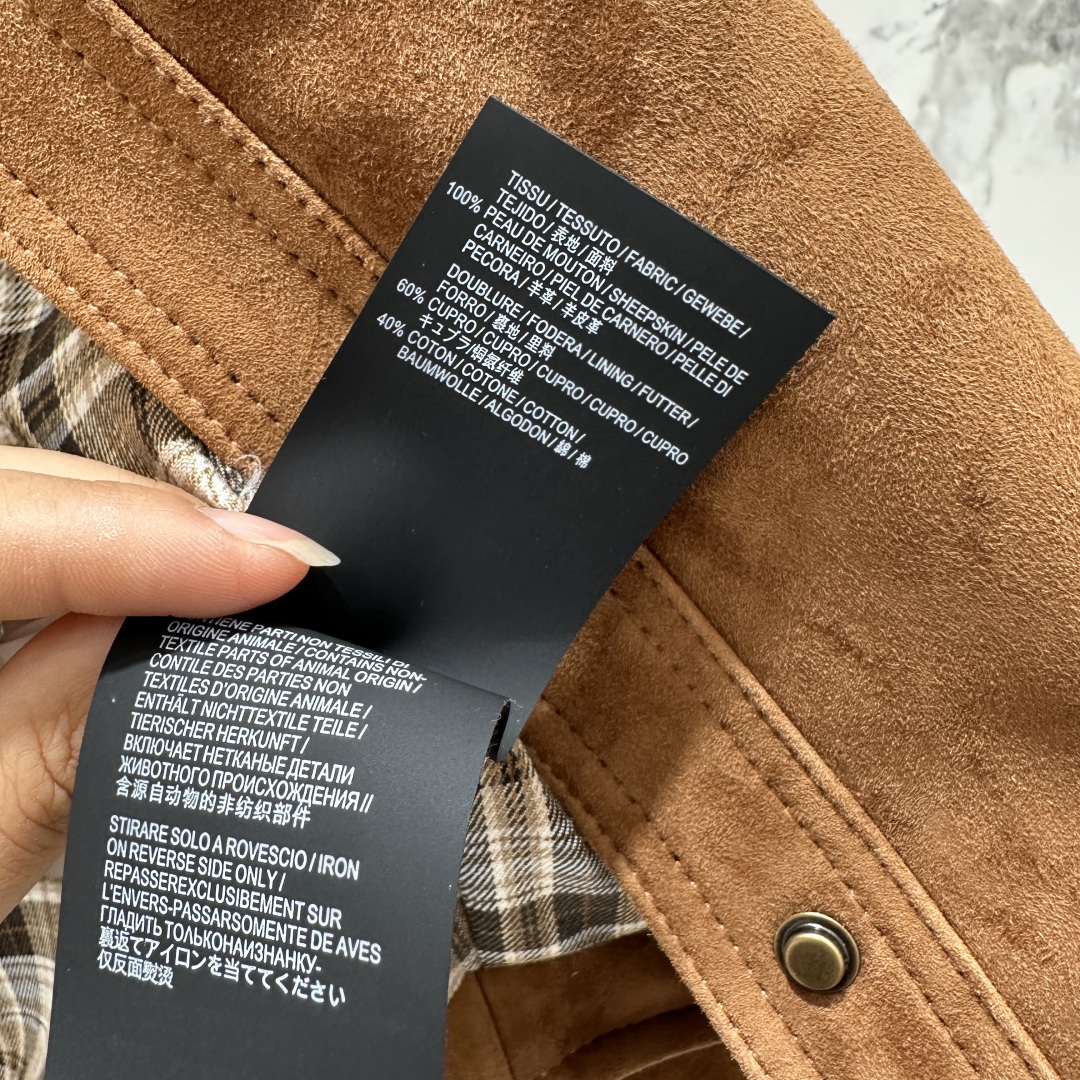 TISSU / TESSUTO / FABRIC / GEWEBE /
TEJIDO / 表地 / 面料
100% PEAU DE MOUTON / SHEEPSKIN / PELE DE
CARNEIRO / PIEL DE CARNERO / PELLE DI
PECORA / 羊革 / 羊皮革
DOUBLURE / FODERA / LINING / FUTTER /
FORRO / 裏地 / 里料
60% CUPRO / CUPRO / CUPRO / CUPRO / CUPRO
キュプラ / 铜氨纤维
40% COTON / COTONE / COTTON /
BAUMWOLLE / ALGODON / 綿 / 棉
PARTI NON TESSILI DI
ORIGINE ANIMALE / CONTAINS NON-
TEXTILE PARTS OF ANIMAL ORIGIN /
CONTILE DES PARTIES NON
TEXTILES D'ORIGINE ANIMALE /
ENTHÄLT NICHTTEXTILE TEILE /
TIERISCHER HERKUNFT /
ВКЛЮЧАЕТ НЕТКАНЫЕ ДЕТАЛИ
ЖИВОТНОГО ПРОИСХОЖДЕНИЯ //
含源自动物的非纺织部件
STIRARE SOLO A ROVESCIO / IRON
ON REVERSE SIDE ONLY /
REPASSEREXCLUSIBEMENT SUR
L'ENVERS-PASSARSOMENTE DE AVES
ГПАДИТЬ ТОЛЬКОНАИЗНАНКУ-
裏返てアイロンを当ててください
仅反面熨烫